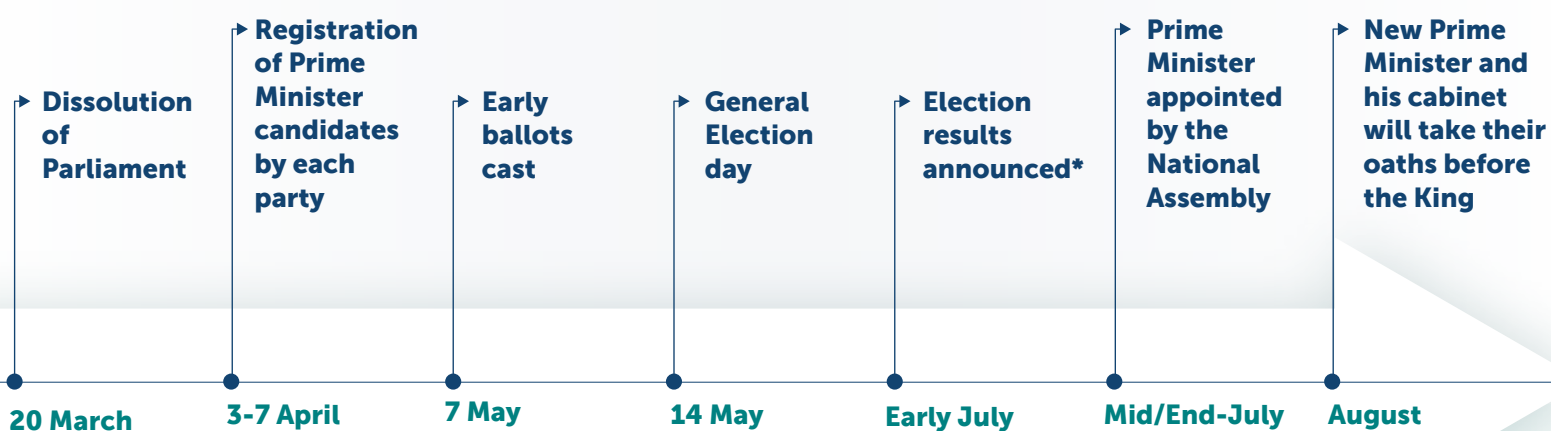 Dissolution
of
Parliament
Registration
of Prime
Minister
candidates
by each
party
Early
ballots
cast
General
Election
day
Election
results
announced*
Prime
Minister
appointed
by the
National
Assembly
New Prime
Minister and
his cabinet
will take their
oaths before
the King
20 March
3-7 April
7 May
14 May
Early July
Mid/End-July
August